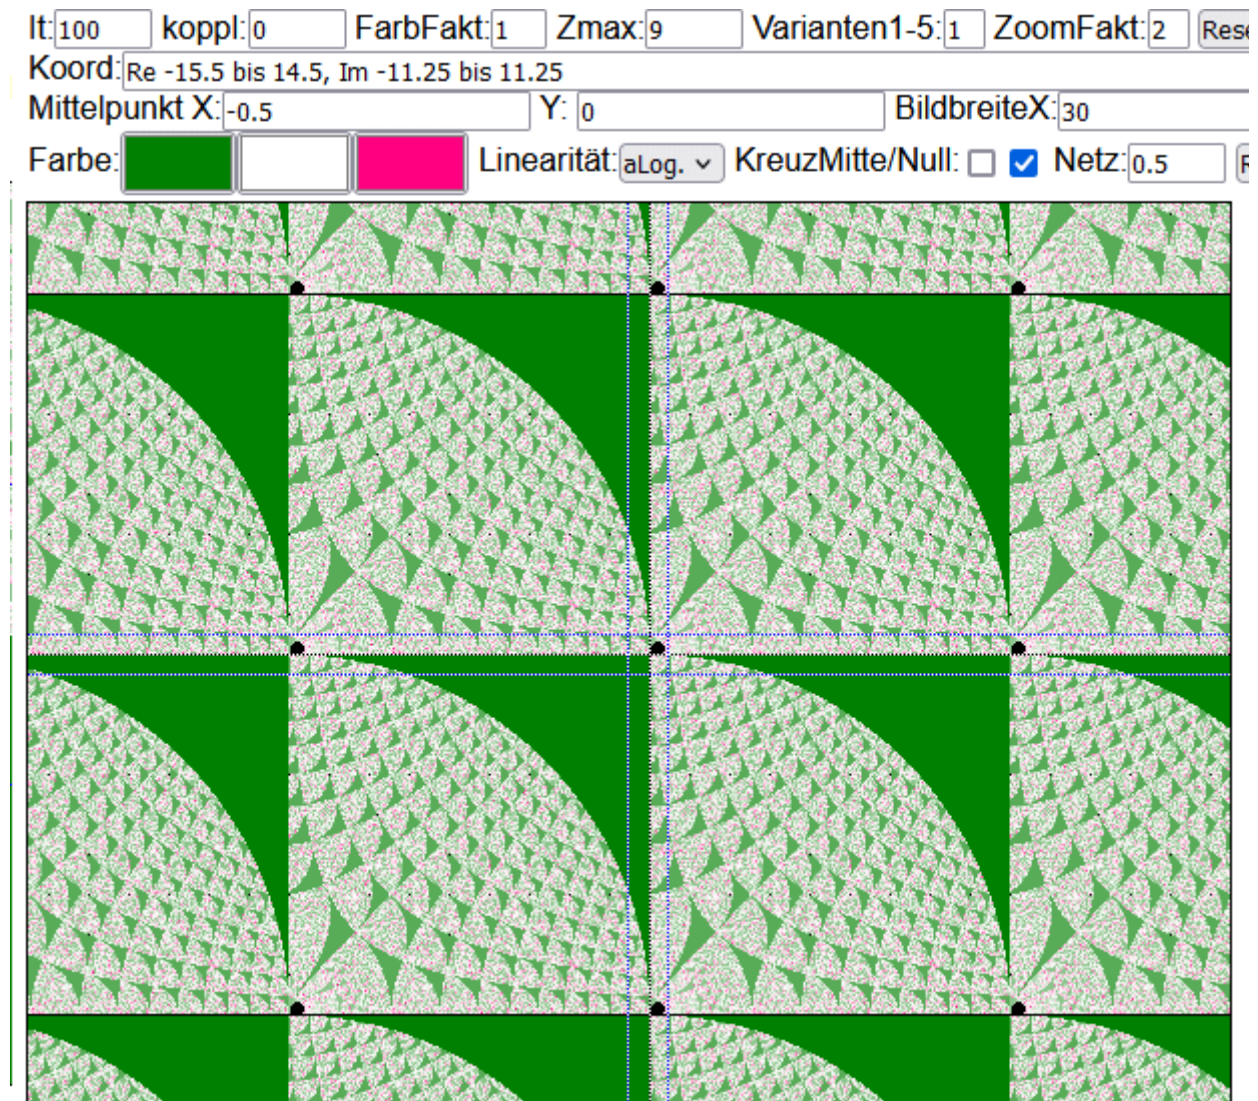 It: 100 koppl: 0 FarbFakt: 1 Zmax: 9 Varianten1-5: 1 ZoomFakt: 2
Koord: Re -15.5 bis 14.5, Im -11.25 bis 11.25
Mittelpunkt X: -0.5 Y: 0 BildbreiteX: 30
Farbe: Linearität: aLog. KreuzMitte/Null: Netz: 0.5